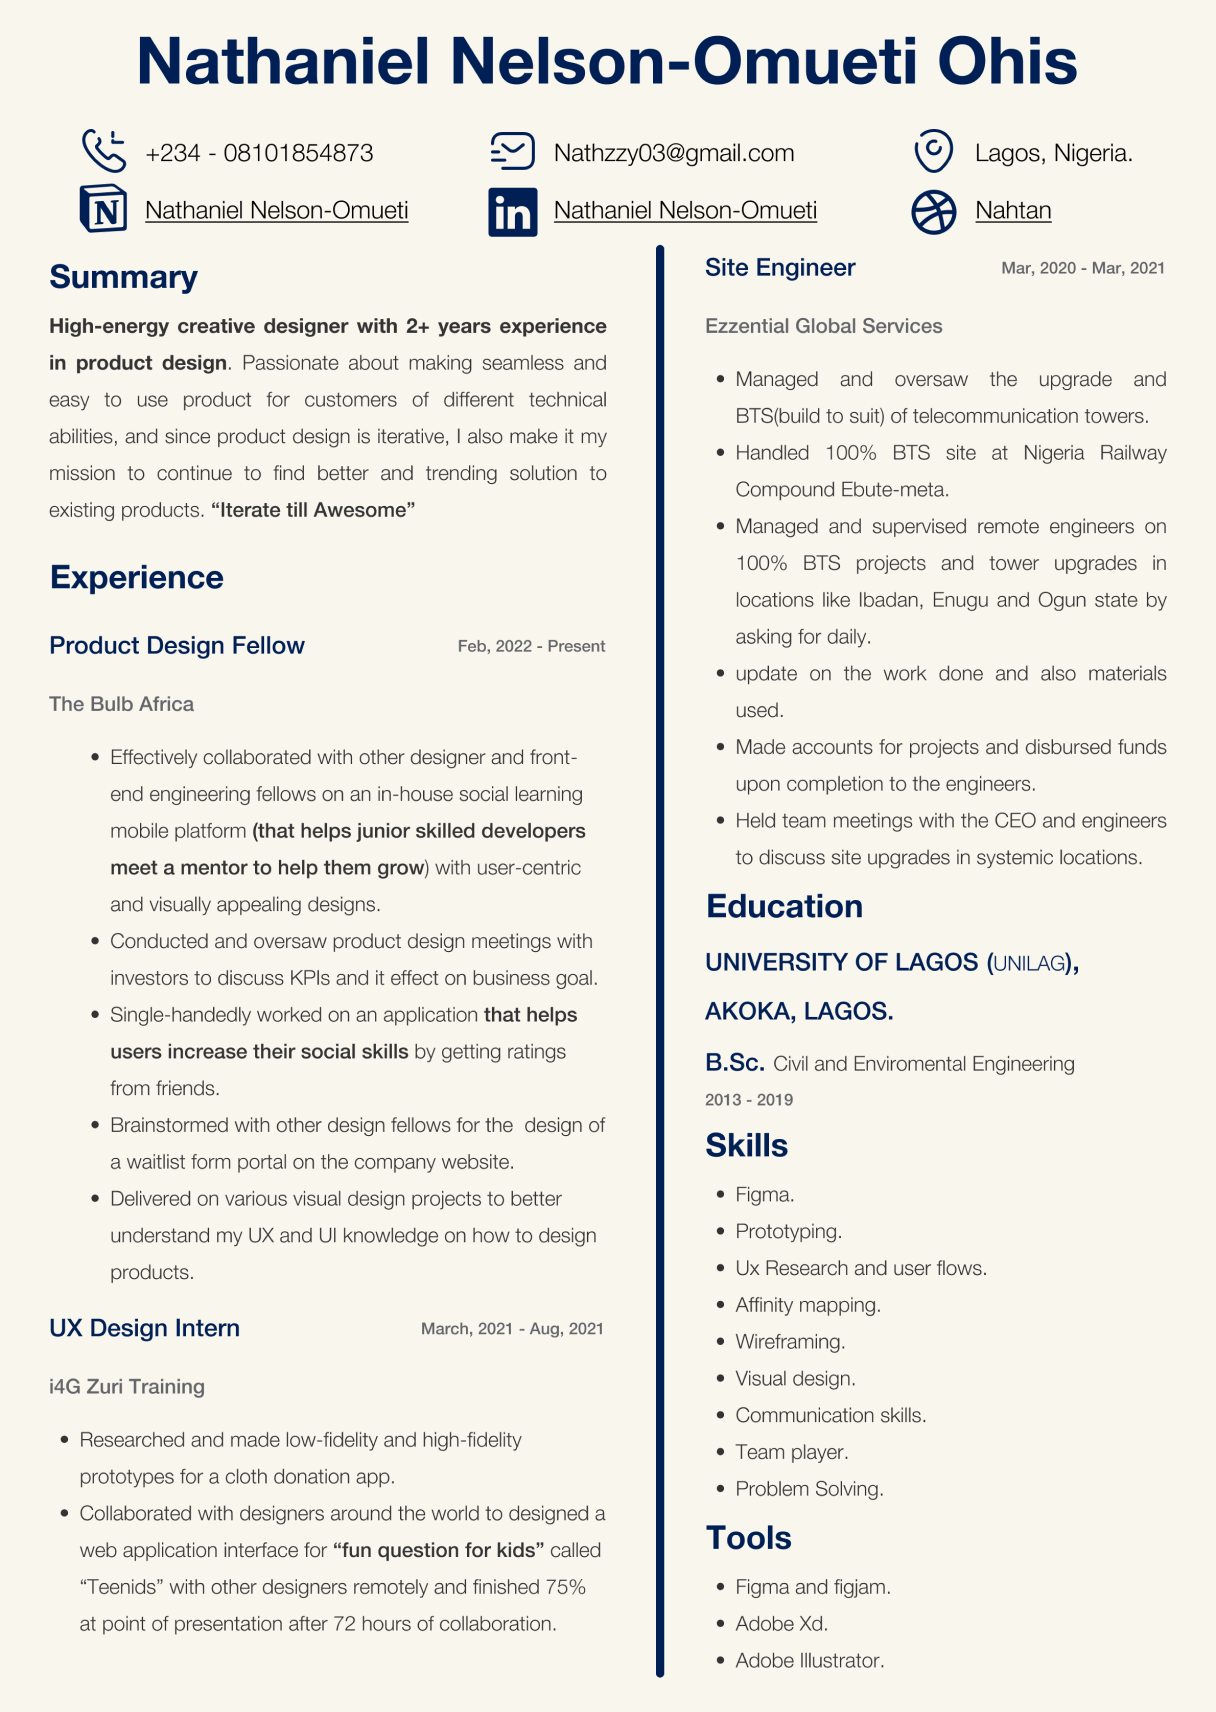 Nathaniel Nelson-Omueti Ohis
+234 - 08101854873
Nathzzy03@gmail.com
Lagos, Nigeria.
N
Nathaniel Nelson-Omueti
in
Nathaniel Nelson-Omueti
Nahtan
Summary
High-energy creative designer with 2+ years experience
in product design. Passionate about making seamless and
easy to use product for customers of different technical
abilities, and since product design is iterative, I also make it my
mission to continue to find better and trending solution to
existing products. “Iterate till Awesome”
Experience
Product Design Fellow
Feb, 2022 - Present
The Bulb Africa
• Effectively collaborated with other designer and front-
end engineering fellows on an in-house social learning
mobile platform (that helps junior skilled developers
meet a mentor to help them grow) with user-centric
and visually appealing designs.
• Conducted and oversaw product design meetings with
investors to discuss KPIs and it effect on business goal.
• Single-handedly worked on an application that helps
users increase their social skills by getting ratings
from friends.
• Brainstormed with other design fellows for the  design of
a waitlist form portal on the company website.
• Delivered on various visual design projects to better
understand my UX and UI knowledge on how to design
products.
UX Design Intern
March, 2021 - Aug, 2021
i4G Zuri Training
• Researched and made low-fidelity and high-fidelity
prototypes for a cloth donation app.
• Collaborated with designers around the world to designed a
web application interface for “fun question for kids” called
“Teenids” with other designers remotely and finished 75%
at point of presentation after 72 hours of collaboration.
Site Engineer
Mar, 2020 - Mar, 2021
Ezzential Global Services
• Managed and oversaw the upgrade and
BTS(build to suit) of telecommunication towers.
• Handled 100% BTS site at Nigeria Railway
Compound Ebute-meta.
• Managed and supervised remote engineers on
100% BTS projects and tower upgrades in
locations like Ibadan, Enugu and Ogun state by
asking for daily.
• update on the work done and also materials
used.
• Made accounts for projects and disbursed funds
upon completion to the engineers.
• Held team meetings with the CEO and engineers
to discuss site upgrades in systemic locations.
Education
UNIVERSITY OF LAGOS (UNILAG),
AKOKA, LAGOS.
B.Sc. Civil and Enviromental Engineering
2013 - 2019
Skills
• Figma.
• Prototyping.
• Ux Research and user flows.
• Affinity mapping.
• Wireframing.
• Visual design.
• Communication skills.
• Team player.
• Problem Solving.
Tools
• Figma and figjam.
• Adobe Xd.
• Adobe Illustrator.